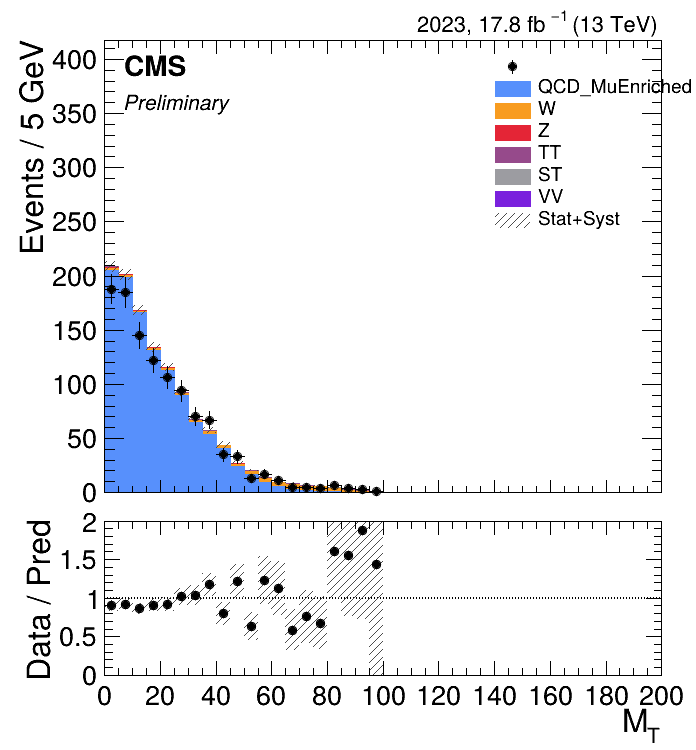 2023, 17.8 fb⁻¹ (13 TeV)
CMS
Preliminary
QCD_MuEnriched
W
Z
TT
ST
VV
Stat+Syst
Events / 5 GeV
400
350
300
250
200
150
100
50
0
Data / Pred
2
1.5
1
0.5
0
0 20 40 60 80 100 120 140 160 180 200
M_T